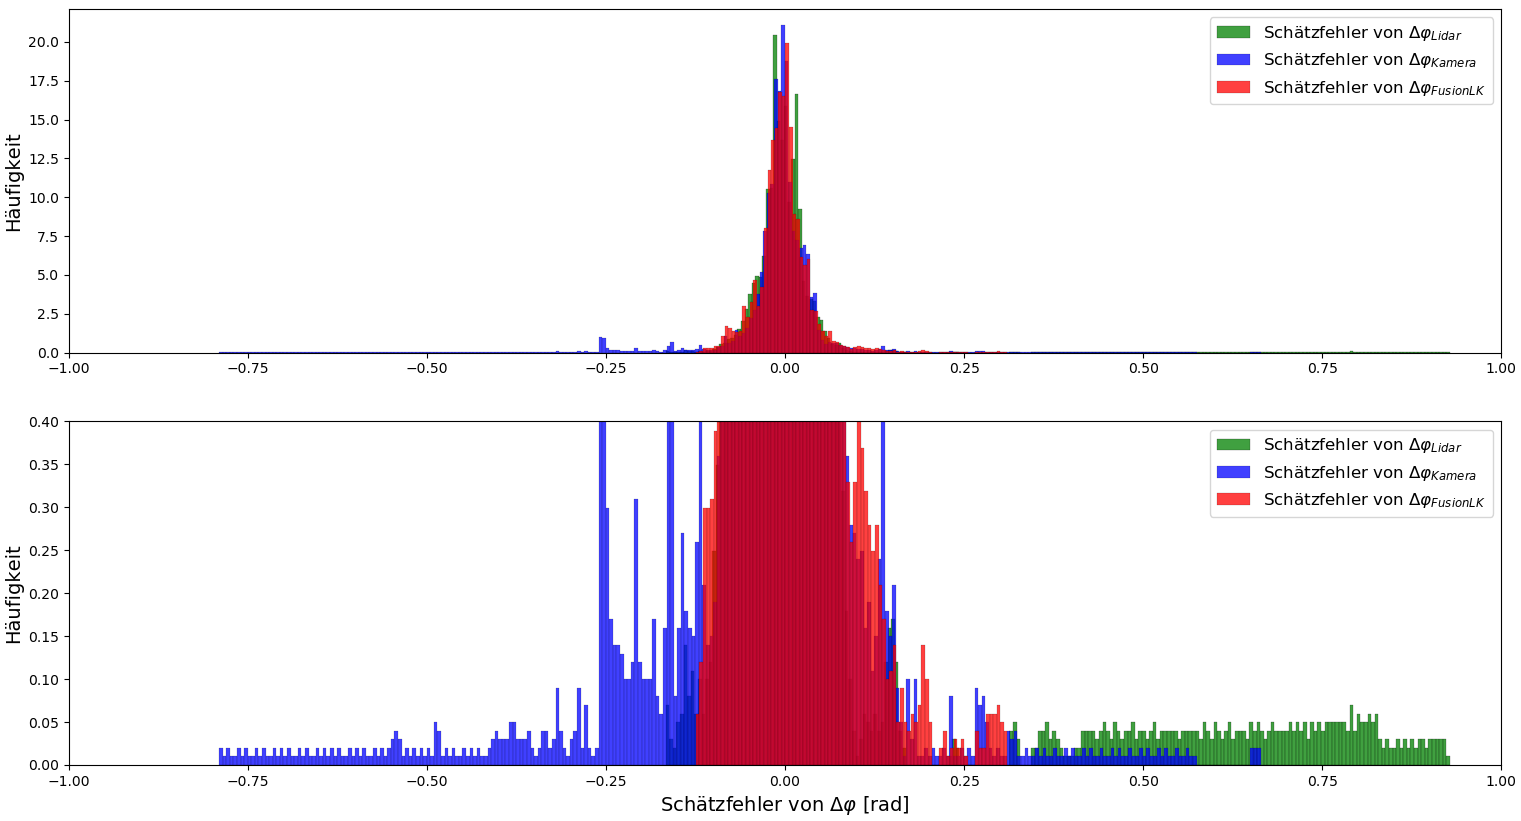 20.0
17.5
15.0
12.5
10.0
7.5
5.0
2.5
0.0
Häufigkeit
Schätzfehler von Δφ_Lidar
Schätzfehler von Δφ_Kamera
Schätzfehler von Δφ_FusionLK
−1.00 −0.75 −0.50 −0.25 0.00 0.25 0.50 0.75 1.00
0.40
0.35
0.30
0.25
0.20
0.15
0.10
0.05
0.00
Häufigkeit
Schätzfehler von Δφ_Lidar
Schätzfehler von Δφ_Kamera
Schätzfehler von Δφ_FusionLK
−1.00 −0.75 −0.50 −0.25 0.00 0.25 0.50 0.75 1.00
Schätzfehler von Δφ [rad]